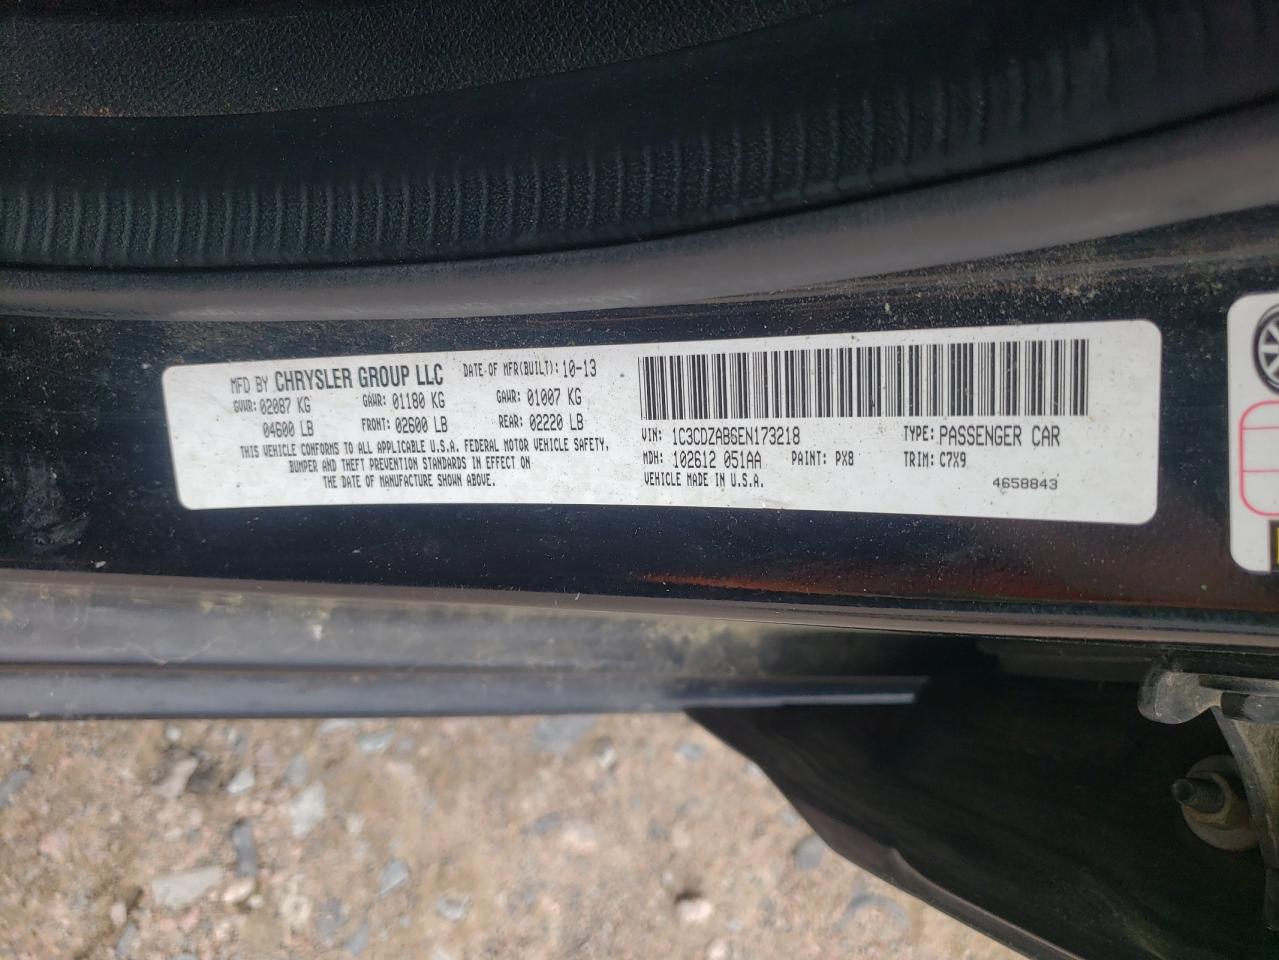 MFD BY CHRYSLER GROUP LLC DATE OF MFR(BUILT): 10-13
GVWR: 02087 KG GAWR: 01180 KG GAWR: 01007 KG
04600 LB FRONT: 02600 LB REAR: 02220 LB
THIS VEHICLE CONFORMS TO ALL APPLICABLE U.S.A. FEDERAL MOTOR VEHICLE SAFETY,
BUMPER AND THEFT PREVENTION STANDARDS IN EFFECT ON
THE DATE OF MANUFACTURE SHOWN ABOVE.
VIN: 1C3CDZAB6EN173218 TYPE: PASSENGER CAR
MDH: 102612 051AA PAINT: PX8 TRIM: C7X9
VEHICLE MADE IN U.S.A. 4658843